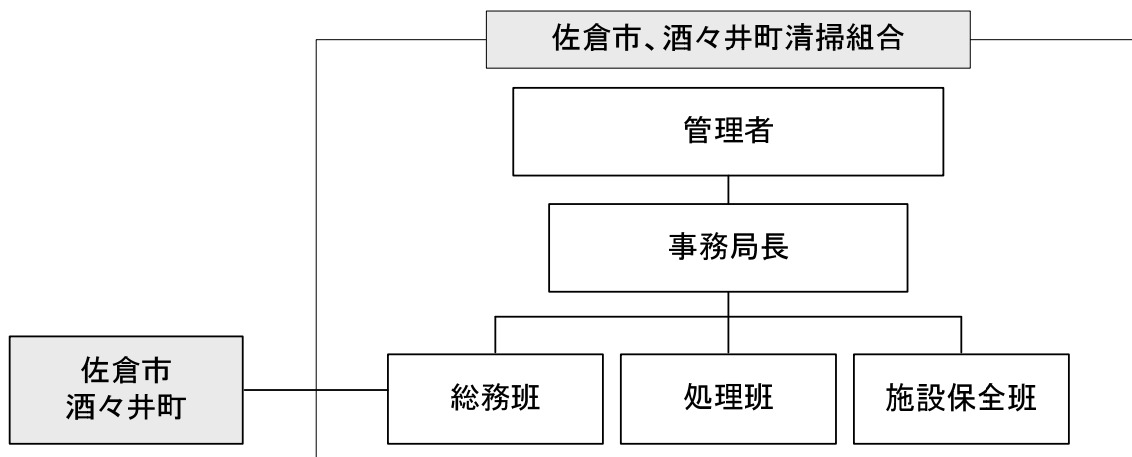 佐倉市、酒々井町清掃組合
管理者
事務局長
佐倉市
酒々井町
総務班
処理班
施設保全班